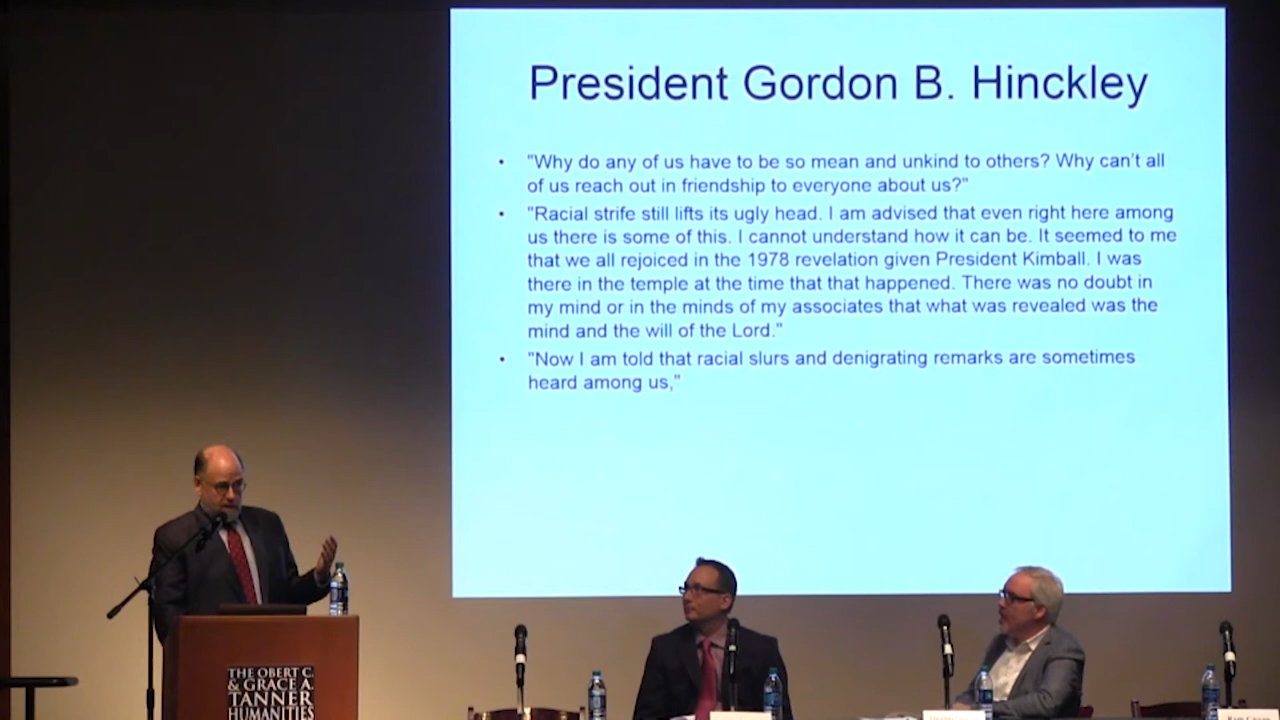 President Gordon B. Hinckley
• "Why do any of us have to be so mean and unkind to others? Why can't all
of us reach out in friendship to everyone about us?"
• "Racial strife still lifts its ugly head. I am advised that even right here among
us there is some of this. I cannot understand how it can be. It seemed to me
that we all rejoiced in the 1978 revelation given President Kimball. I was
there in the temple at the time that that happened. There was no doubt in
my mind or in the minds of my associates that what was revealed was the
mind and the will of the Lord."
• "Now I am told that racial slurs and denigrating remarks are sometimes
heard among us,"
THE OBERT C.
& GRACE A.
TANNER
HUMANITIES